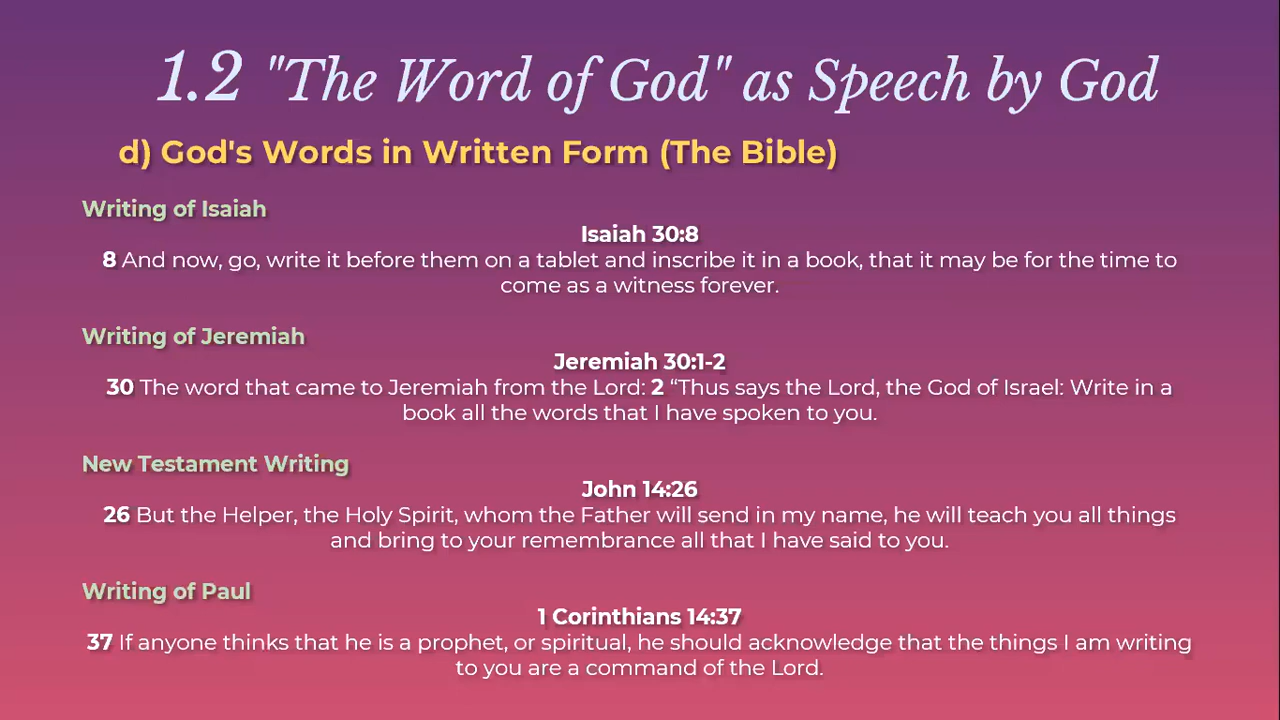 1.2 "The Word of God" as Speech by God
d) God's Words in Written Form (The Bible)
Writing of Isaiah
Isaiah 30:8
8 And now, go, write it before them on a tablet and inscribe it in a book, that it may be for the time to
come as a witness forever.
Writing of Jeremiah
Jeremiah 30:1-2
30 The word that came to Jeremiah from the Lord: 2 “Thus says the Lord, the God of Israel: Write in a
book all the words that I have spoken to you.
New Testament Writing
John 14:26
26 But the Helper, the Holy Spirit, whom the Father will send in my name, he will teach you all things
and bring to your remembrance all that I have said to you.
Writing of Paul
1 Corinthians 14:37
37 If anyone thinks that he is a prophet, or spiritual, he should acknowledge that the things I am writing
to you are a command of the Lord.